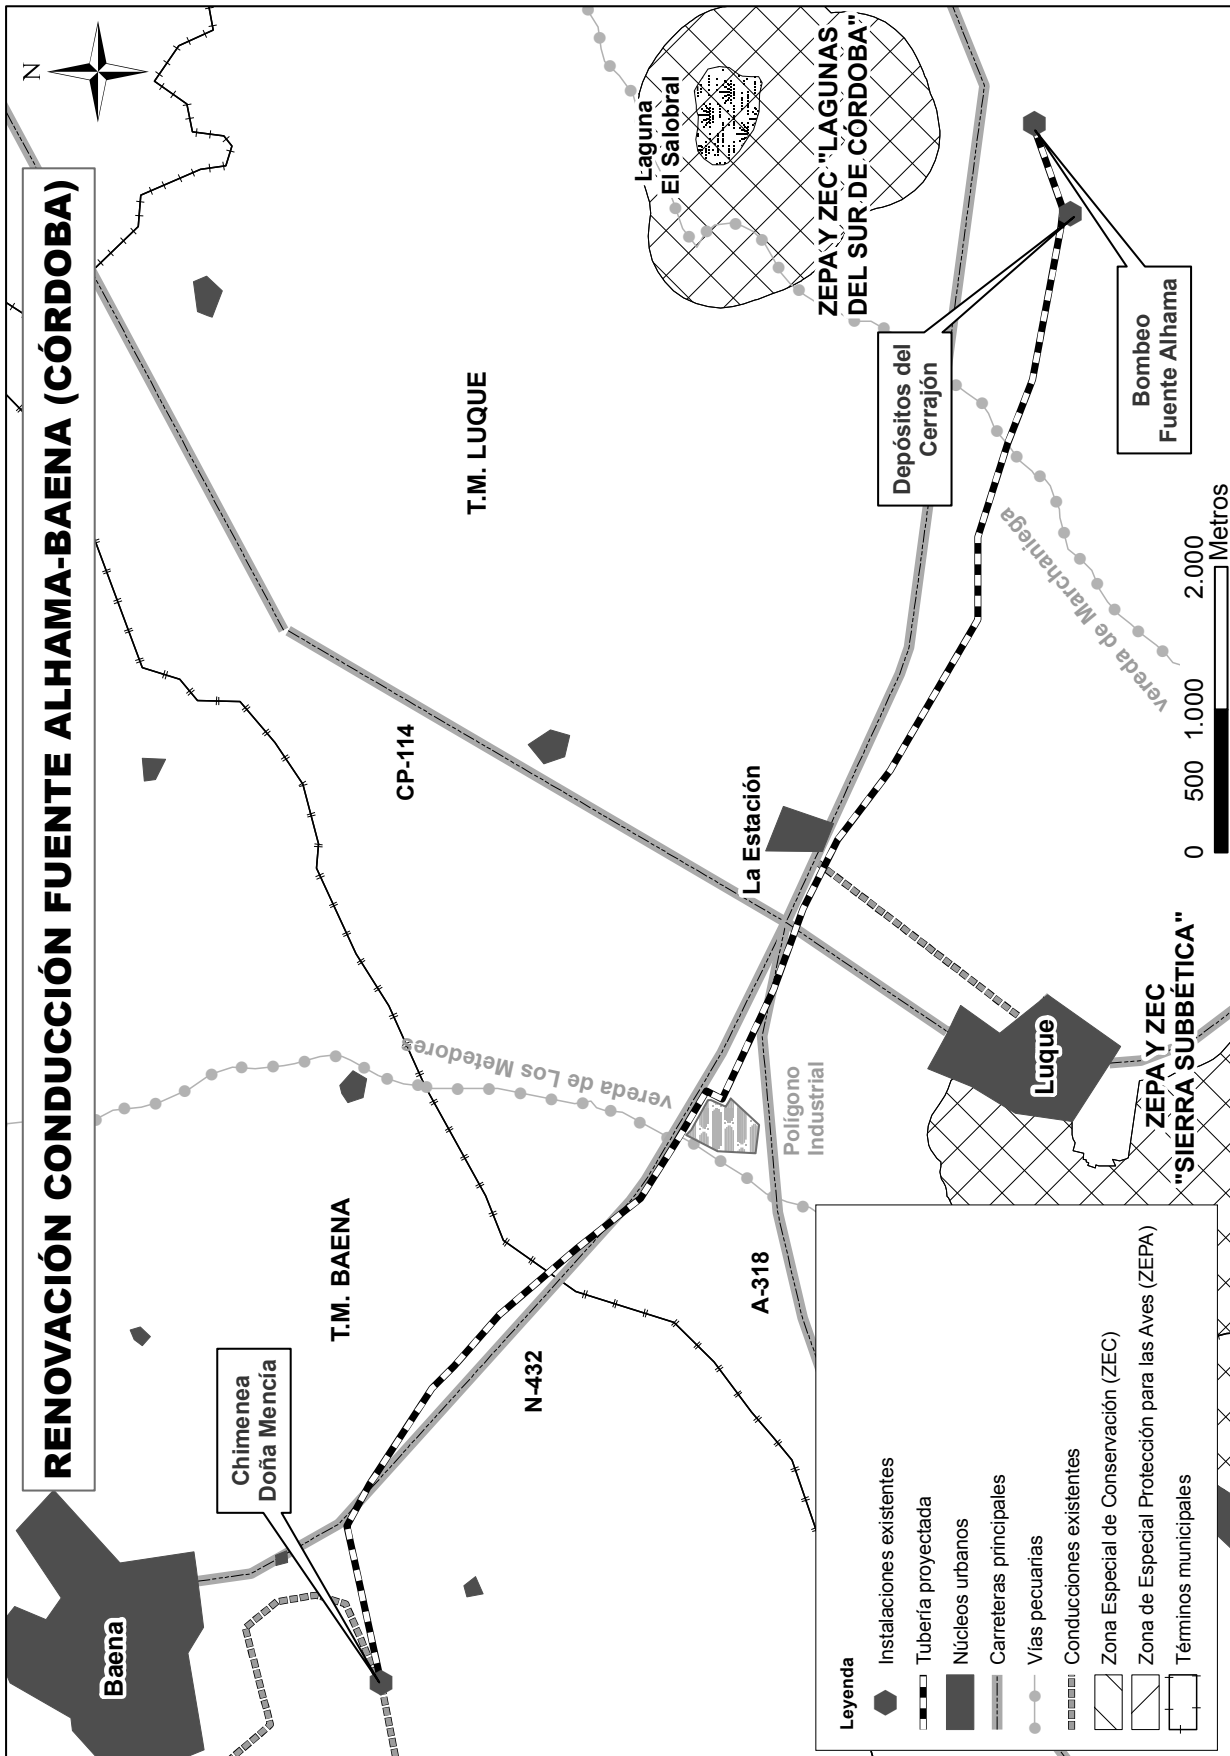 RENOVACIÓN CONDUCCIÓN FUENTE ALHAMA-BAENA (CÓRDOBA)
N
Baena
Chimenea
Doña Mencía
T.M. BAENA
N-432
vereda de Los Metedores
CP-114
T.M. LUQUE
Laguna
El Salobral
ZEPA Y ZEC "LAGUNAS
DEL SUR DE CÓRDOBA"
La Estación
Polígono
Industrial
A-318
Depósitos del
Cerrajón
Bombeo
Fuente Alhama
vereda de Marchaniega
Luque
ZEPA Y ZEC
"SIERRA SUBBÉTICA"
0 500 1.000 2.000
Metros
Leyenda
Instalaciones existentes
Tubería proyectada
Núcleos urbanos
Carreteras principales
Vías pecuarias
Conducciones existentes
Zona Especial de Conservación (ZEC)
Zona de Especial Protección para las Aves (ZEPA)
Términos municipales